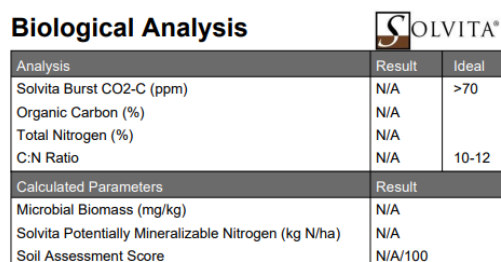 Biological Analysis
SOLVITA®
Analysis Result Ideal
Solvita Burst CO2-C (ppm) N/A >70
Organic Carbon (%) N/A
Total Nitrogen (%) N/A
C:N Ratio N/A 10-12
Calculated Parameters Result
Microbial Biomass (mg/kg) N/A
Solvita Potentially Mineralizable Nitrogen (kg N/ha) N/A
Soil Assessment Score N/A/100